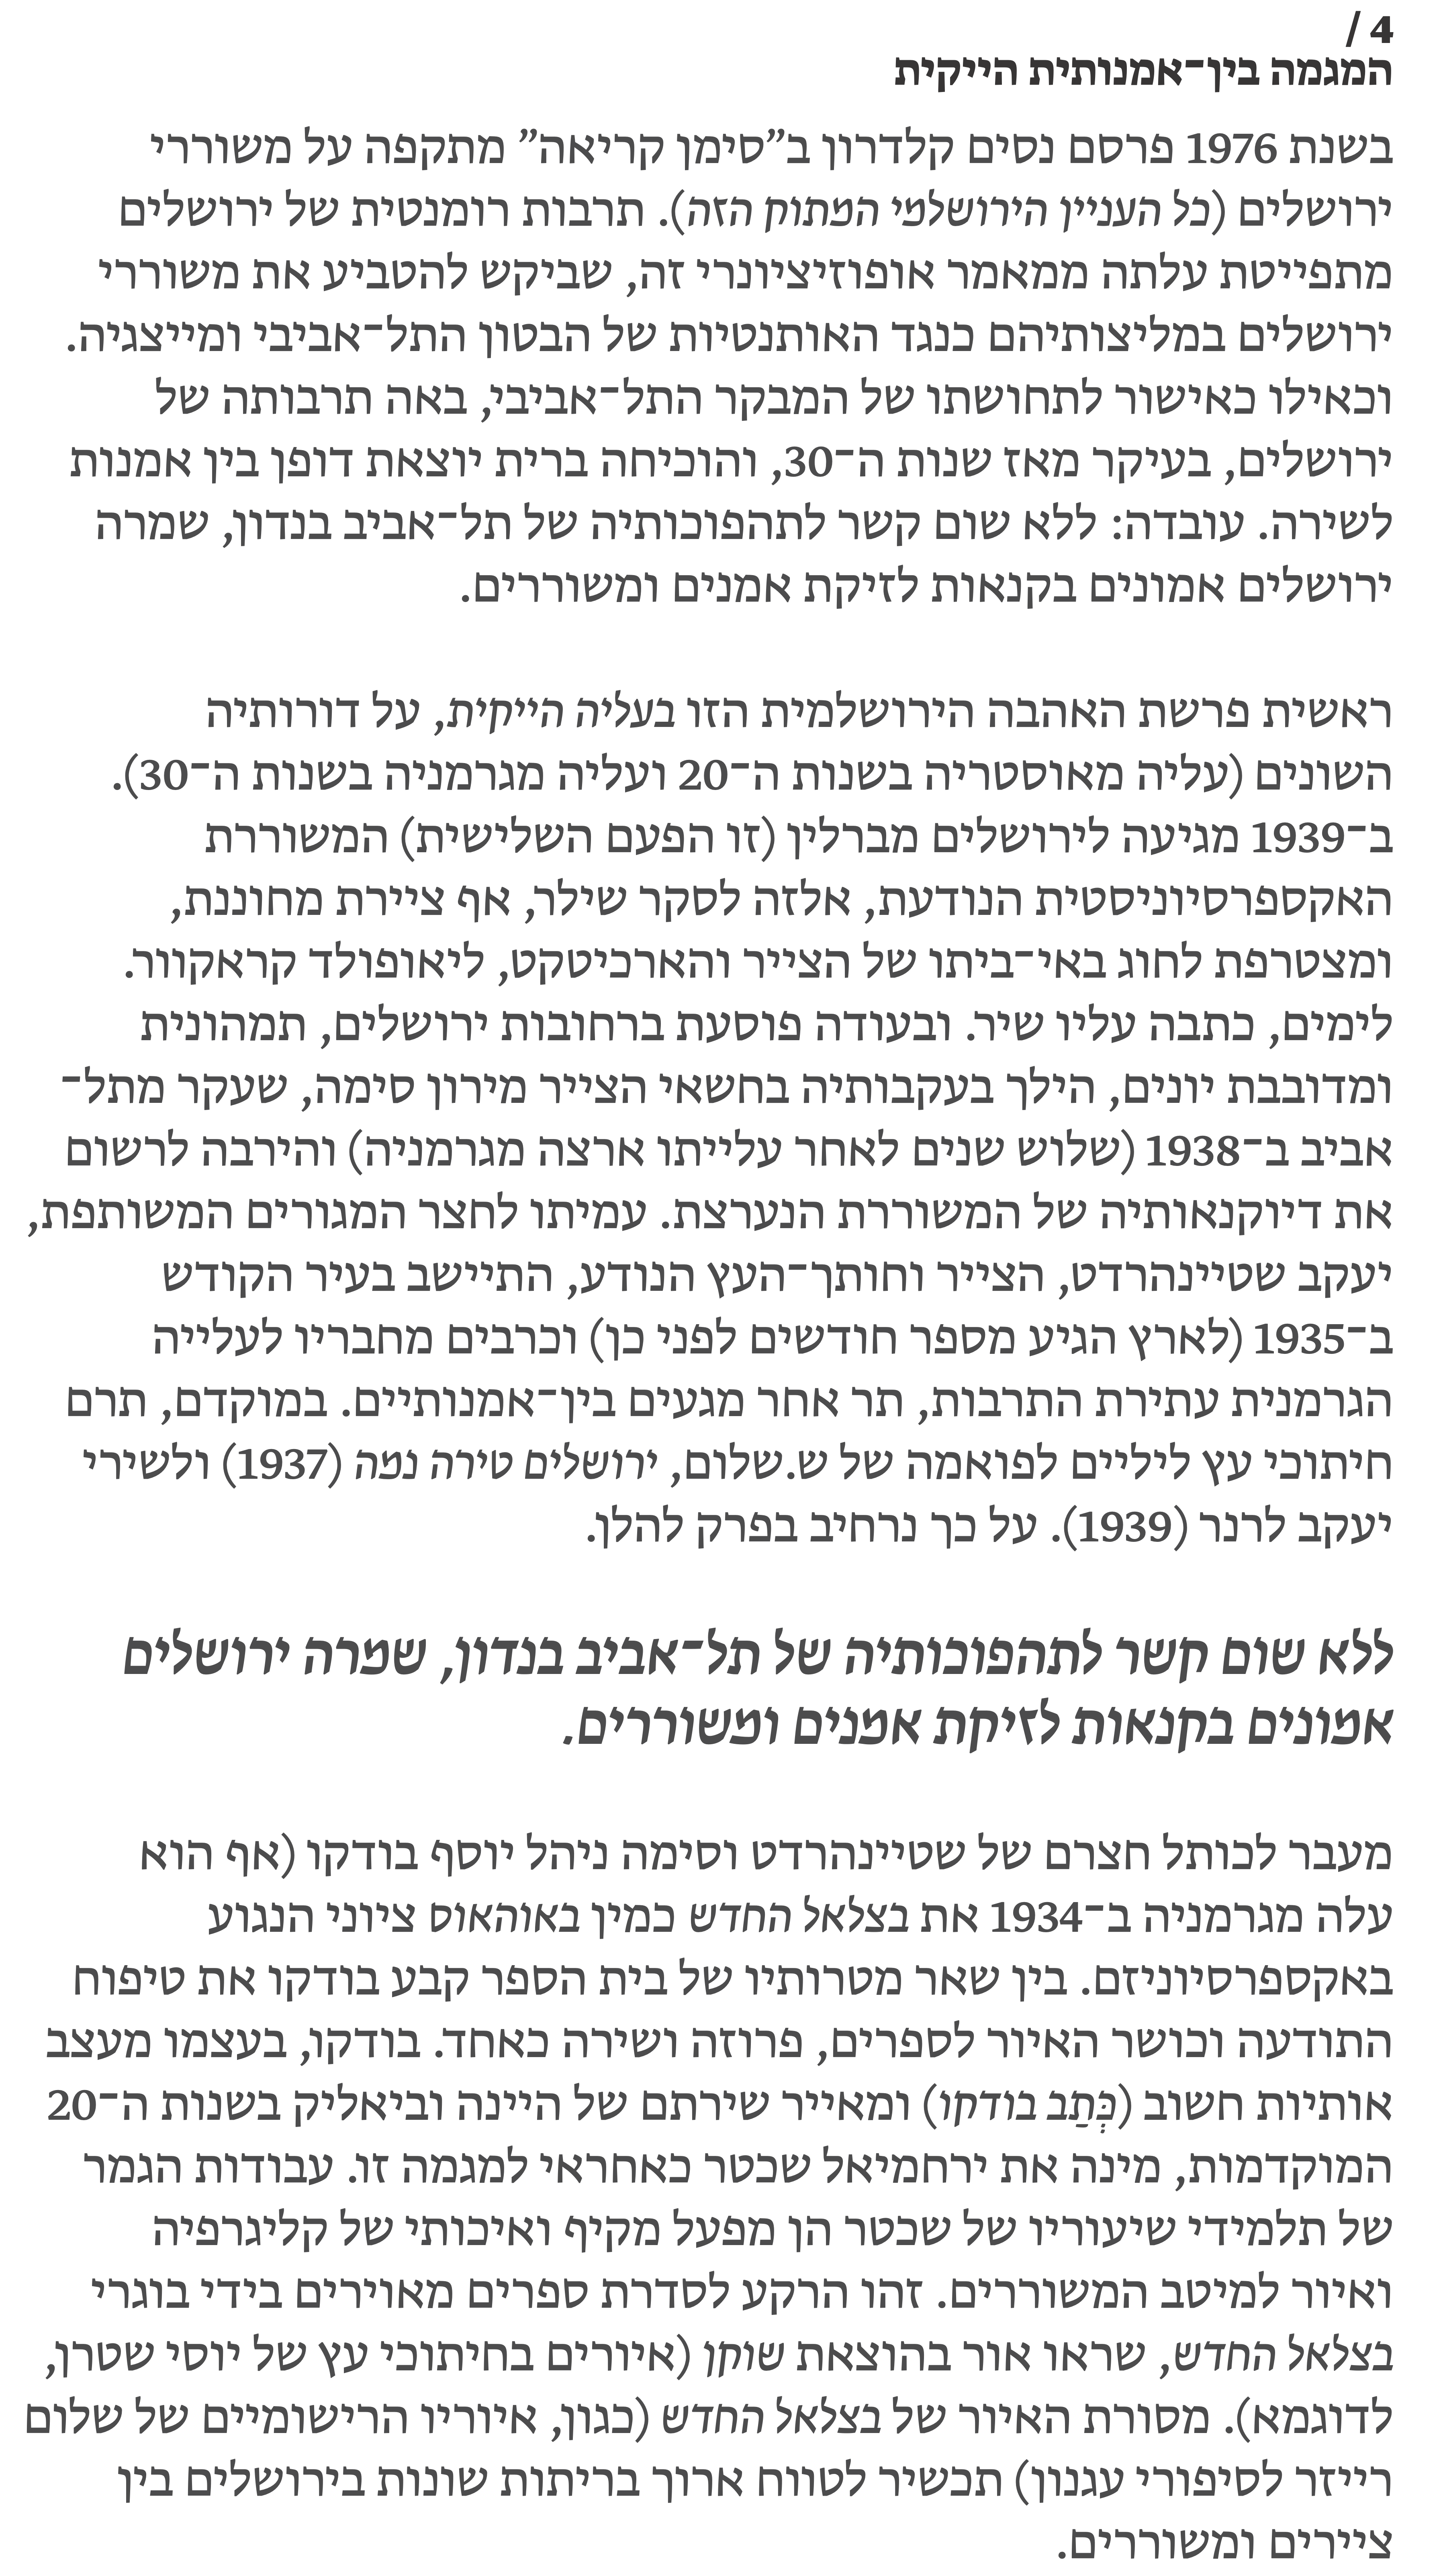 4 /
המגמה בין־אמנותית הייקית
בשנת 1976 פרסם נסים קלדרון ב”סימן קריאה” מתקפה על משוררי
ירושלים (כל העניין הירושלמי המתוק הזה). תרבות רומנטית של ירושלים
מתפייטת עלתה ממאמר אופוזיציונרי זה, שביקש להטביע את משוררי
ירושלים במליצותיהם כנגד האותנטיות של הבטון התל־אביבי ומייצגיה.
וכאילו כאישור לתחושתו של המבקר התל־אביבי, באה תרבותה של
ירושלים, בעיקר מאז שנות ה־30, והוכיחה ברית יוצאת דופן בין אמנות
לשירה. עובדה: ללא שום קשר לתהפוכותיה של תל־אביב בנדון, שמרה
ירושלים אמונים בקנאות לזיקת אמנים ומשוררים.
ראשית פרשת האהבה הירושלמית הזו בעליה הייקית, על דורותיה
השונים (עליה מאוסטריה בשנות ה־20 ועליה מגרמניה בשנות ה־30).
ב־1939 מגיעה לירושלים מברלין (זו הפעם השלישית) המשוררת
האקספרסיוניסטית הנודעת, אלזה לסקר שילר, אף ציירת מחוננת,
ומצטרפת לחוג באי־ביתו של הצייר והארכיטקט, ליאופולד קראקוור.
לימים, כתבה עליו שיר. ובעודה פוסעת ברחובות ירושלים, תמהונית
ומדובבת יונים, הילך בעקבותיה בחשאי הצייר מירון סימה, שעקר מתל־
אביב ב־1938 (שלוש שנים לאחר עלייתו ארצה מגרמניה) והירבה לרשום
את דיוקנאותיה של המשוררת הנערצת. עמיתו לחצר המגורים המשותפת,
יעקב שטיינהרדט, הצייר וחותך־העץ הנודע, התיישב בעיר הקודש
ב־1935 (לארץ הגיע מספר חודשים לפני כן) וכרבים מחבריו לעלייה
הגרמנית עתירת התרבות, תר אחר מגעים בין־אמנותיים. במוקדם, תרם
חיתוכי עץ ליליים לפואמה של ש.שלום, ירושלים טירה נמה (1937) ולשירי
יעקב לרנר (1939). על כך נרחיב בפרק להלן.
ללא שום קשר לתהפוכותיה של תל־אביב בנדון, שמרה ירושלים
אמונים בקנאות לזיקת אמנים ומשוררים.
מעבר לכותל חצרם של שטיינהרדט וסימה ניהל יוסף בודקו (אף הוא
עלה מגרמניה ב־1934 את בצלאל החדש כמין באוהאוס ציוני הנגוע
באקספרסיוניזם. בין שאר מטרותיו של בית הספר קבע בודקו את טיפוח
התודעה וכושר האיור לספרים, פרוזה ושירה כאחד. בודקו, בעצמו מעצב
אותיות חשוב (כְּתַב בודקו) ומאייר שירתם של היינה וביאליק בשנות ה־20
המוקדמות, מינה את ירחמיאל שכטר כאחראי למגמה זו. עבודות הגמר
של תלמידי שיעוריו של שכטר הן מפעל מקיף ואיכותי של קליגרפיה
ואיור למיטב המשוררים. זהו הרקע לסדרת ספרים מאוירים בידי בוגרי
בצלאל החדש, שראו אור בהוצאת שוקן (איורים בחיתוכי עץ של יוסי שטרן,
לדוגמא). מסורת האיור של בצלאל החדש (כגון, איוריו הרישומיים של שלום
רייזר לסיפורי עגנון) תכשיר לטווח ארוך בריתות שונות בירושלים בין
ציירים ומשוררים.